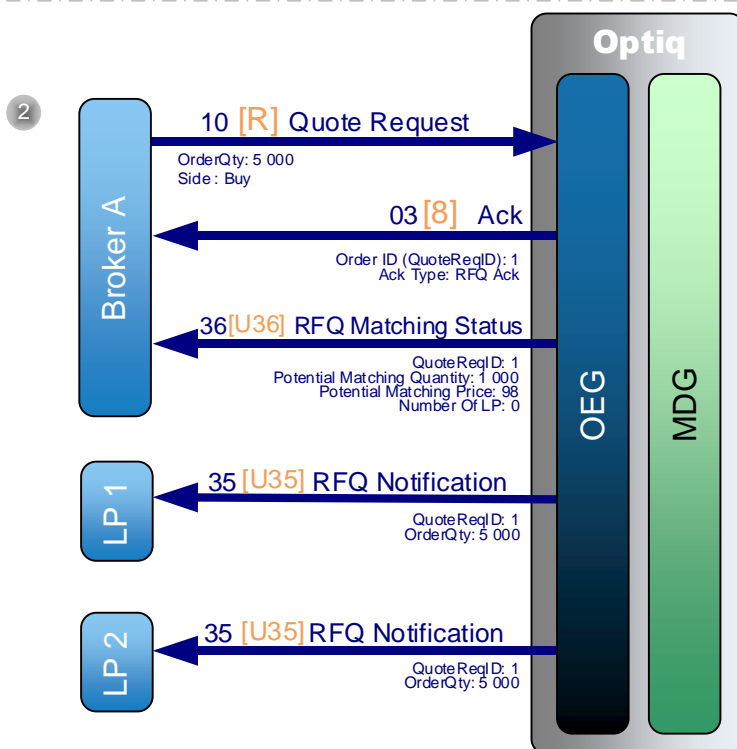 Optiq
2
10 [R] Quote Request
OrderQty: 5 000
Side : Buy
03 [8] Ack
Order ID (QuoteReqID): 1
Ack Type: RFQ Ack
Broker A
36[U36] RFQ Matching Status
QuoteReqID: 1
Potential Matching Quantity: 1 000
Potential Matching Price: 98
Number Of LP: 0
OEG
MDG
35 [U35] RFQ Notification
QuoteReqID: 1
OrderQty: 5 000
LP 1
35 [U35] RFQ Notification
QuoteReqID: 1
OrderQty: 5 000
LP 2